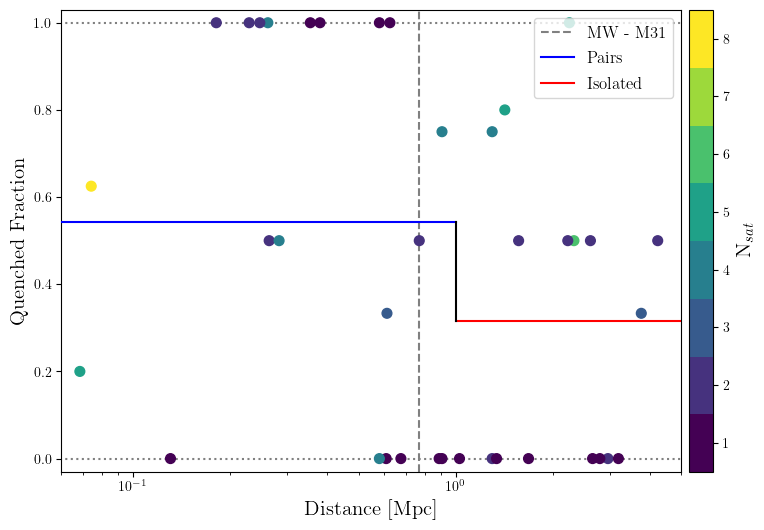 1.0
0.8
0.6
0.4
0.2
0.0
Quenched Fraction
10⁻¹
10⁰
Distance [Mpc]
MW - M31
Pairs
Isolated
8
7
6
5
4
3
2
1
N_sat